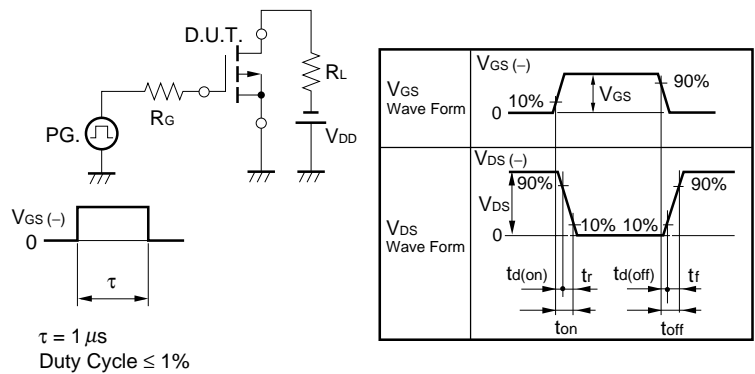 D.U.T.
RL
RG
PG.
VDD
VGS (−)
0
τ
τ = 1 μs
Duty Cycle ≤ 1%
VGS
Wave Form
VGS (−)
10%
0
VGS
90%
VDS
Wave Form
VDS (−)
90%
VDS
0
10% 10%
90%
td(on) tr td(off) tf
ton toff